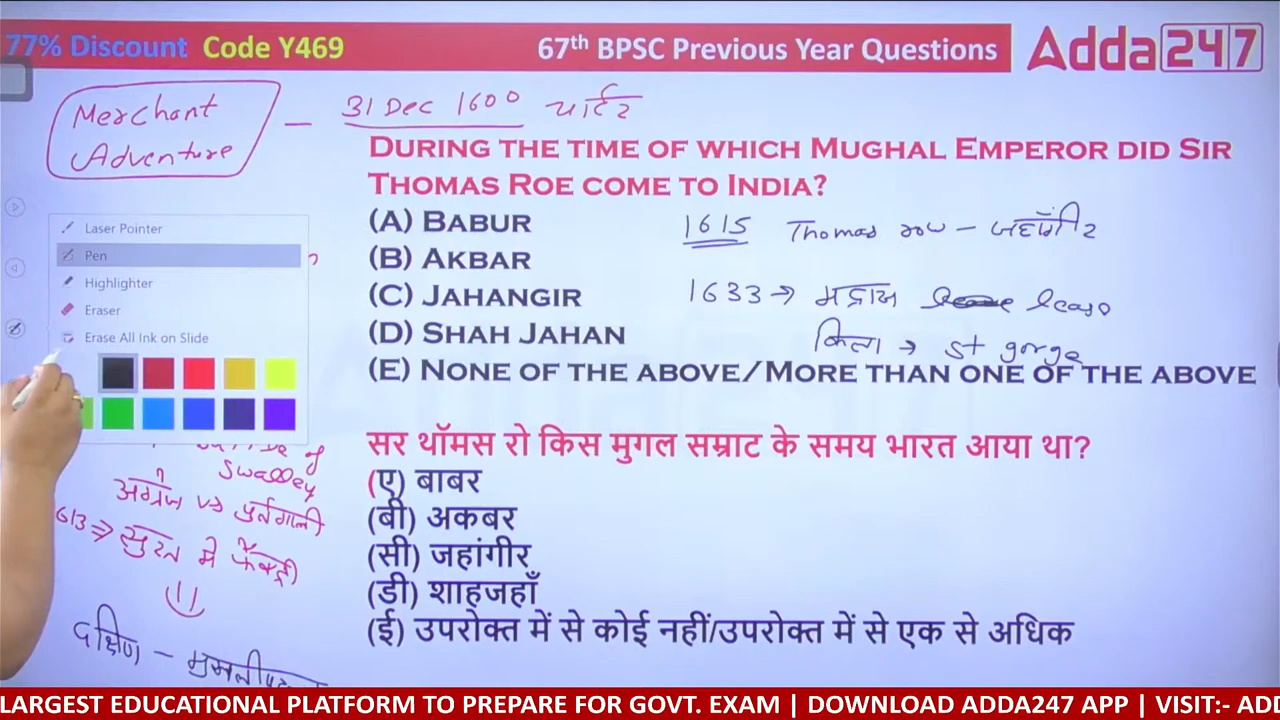 77% Discount Code Y469
67th BPSC Previous Year Questions
Adda247
Merchant
Adventure
— 31 Dec 1600 चार्टर
DURING THE TIME OF WHICH MUGHAL EMPEROR DID SIR
THOMAS ROE COME TO INDIA?
(A) BABUR
1615 Thomas row –
(B) AKBAR
(C) JAHANGIR
1633 → मद्रास lease
(D) SHAH JAHAN
किला → st gorge
(E) NONE OF THE ABOVE/MORE THAN ONE OF THE ABOVE
Laser Pointer
Pen
Highlighter
Eraser
Erase All Ink on Slide
सर थॉमस रो किस मुगल सम्राट के समय भारत आया था?
(ए) बाबर
(बी) अकबर
(सी) जहांगीर
(डी) शाहजहाँ
(ई) उपरोक्त में से कोई नहीं/उपरोक्त में से एक से अधिक
of
Swalley
vs पुर्तगाली
613 ⇒ सुरत में
दक्षिण –
LARGEST EDUCATIONAL PLATFORM TO PREPARE FOR GOVT. EXAM | DOWNLOAD ADDA247 APP | VISIT:- ADD